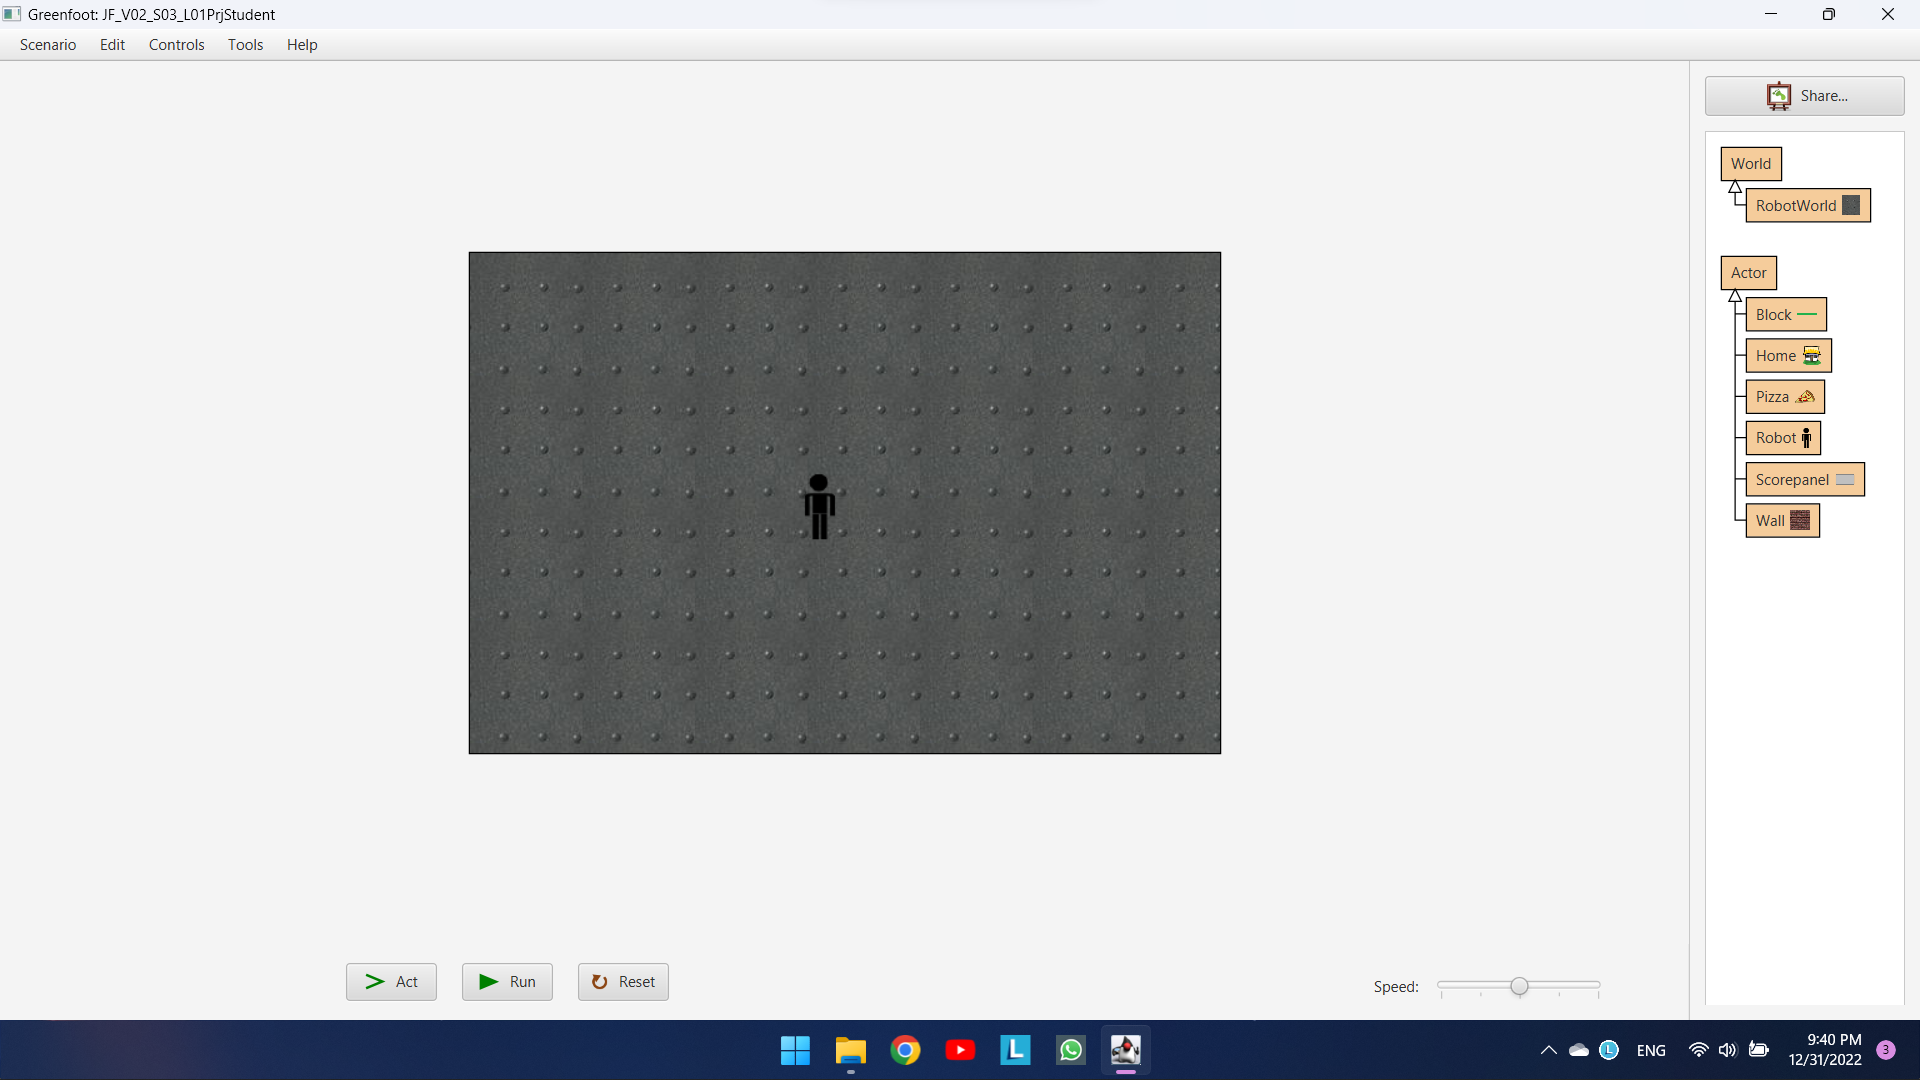 Greenfoot: JF_V02_S03_L01PrjStudent
Scenario Edit Controls Tools Help
Share...
World
RobotWorld
Actor
Block
Home
Pizza
Robot
Scorepanel
Wall
Act Run Reset
Speed:
L
L
ENG
9:40 PM
12/31/2022
3